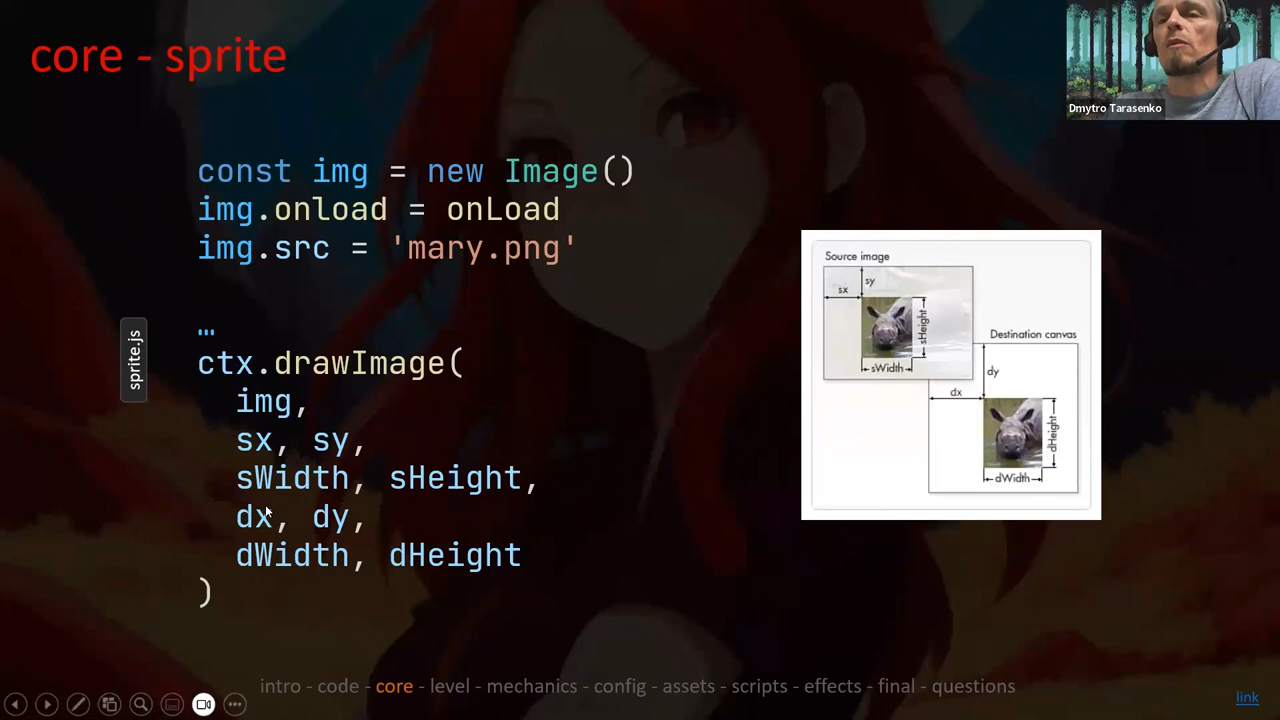 core - sprite
Dmytro Tarasenko
const img = new Image()
img.onload = onLoad
img.src = 'mary.png'
…
ctx.drawImage(
img,
sx, sy,
sWidth, sHeight,
dx, dy,
dWidth, dHeight
)
sprite.js
Source image
sx
sy
sHeight
sWidth
Destination canvas
dy
dx
dHeight
dWidth
intro - code - core - level - mechanics - config - assets - scripts - effects - final - questions
link